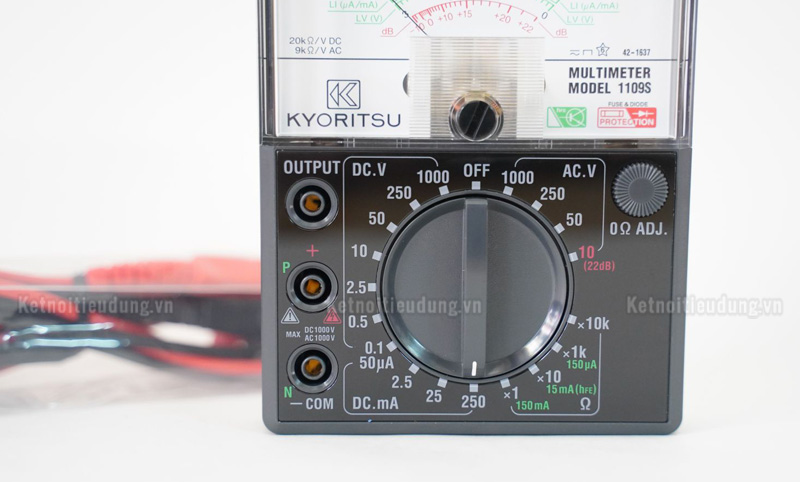 LI (μA/mA)
LV (V)
dB
0 +10 +15 +20 +22
0
LI (μA/mA)
LV (V)
dB
20kΩ/V DC
9kΩ/V AC
42-1637
MULTIMETER
MODEL 1109S
KYORITSU
FUSE & DIODE
PROTECTION
OUTPUT
DC.V
1000
OFF
1000
AC.V
250
250
50
50
0Ω ADJ.
10
10
(22dB)
+
P
2.5
Ketnoitieudung.vn
Ketnoitieudung.vn
Ketnoitieudung.vn
0.5
×10k
MAX
DC1000V
AC1000V
0.1
50μA
×1k
150μA
2.5
×10
15mA(hFE)
N
−COM
DC.mA
25
250
×1
150mA
Ω